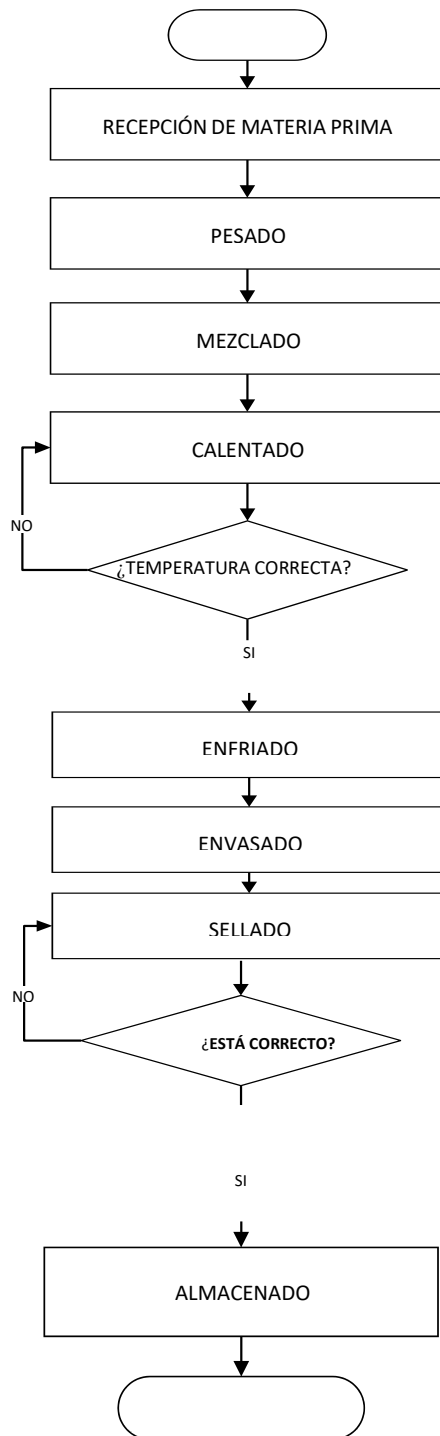 RECEPCIÓN DE MATERIA PRIMA
PESADO
MEZCLADO
CALENTADO
NO
¿TEMPERATURA CORRECTA?
SI
ENFRIADO
ENVASADO
SELLADO
NO
¿ESTÁ CORRECTO?
SI
ALMACENADO